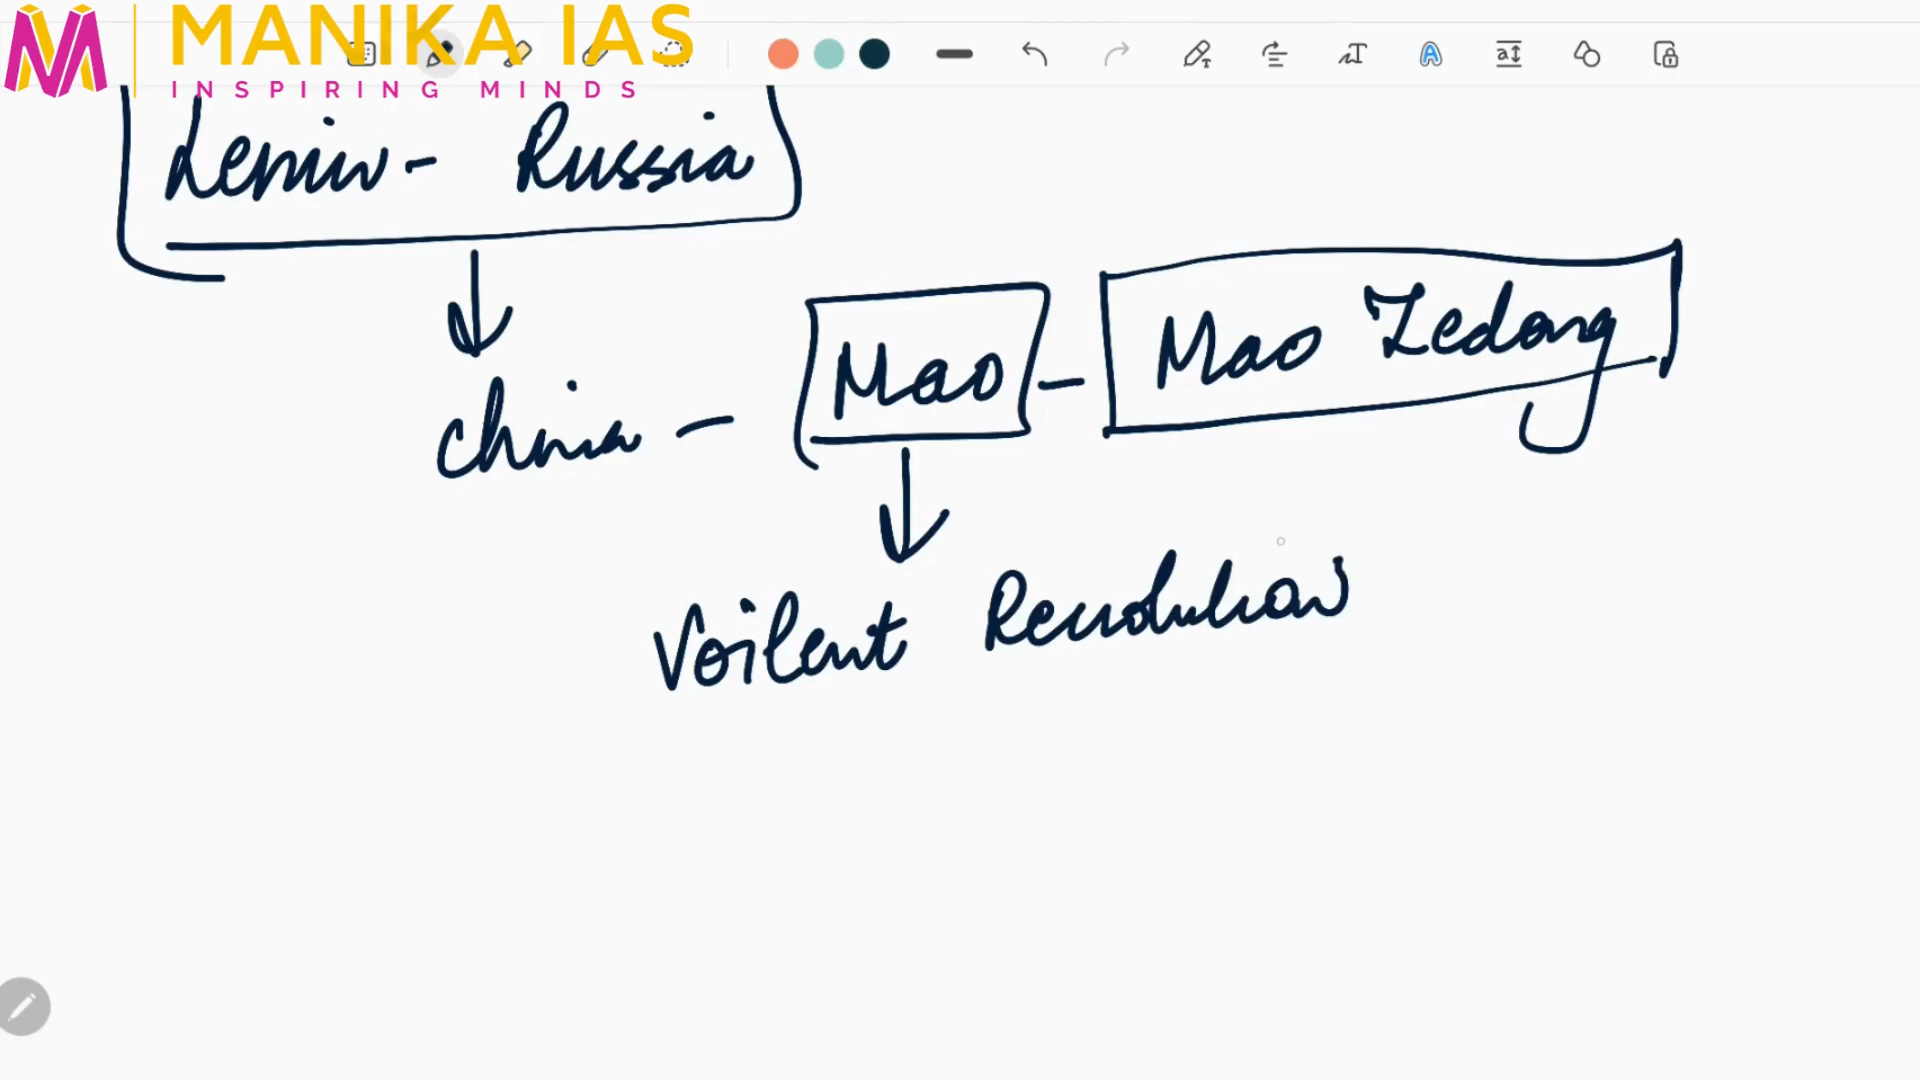 MANIKA IAS
INSPIRING MINDS
Lenin - Russia
China - Mao - Mao Zedong
Voilent Revolution